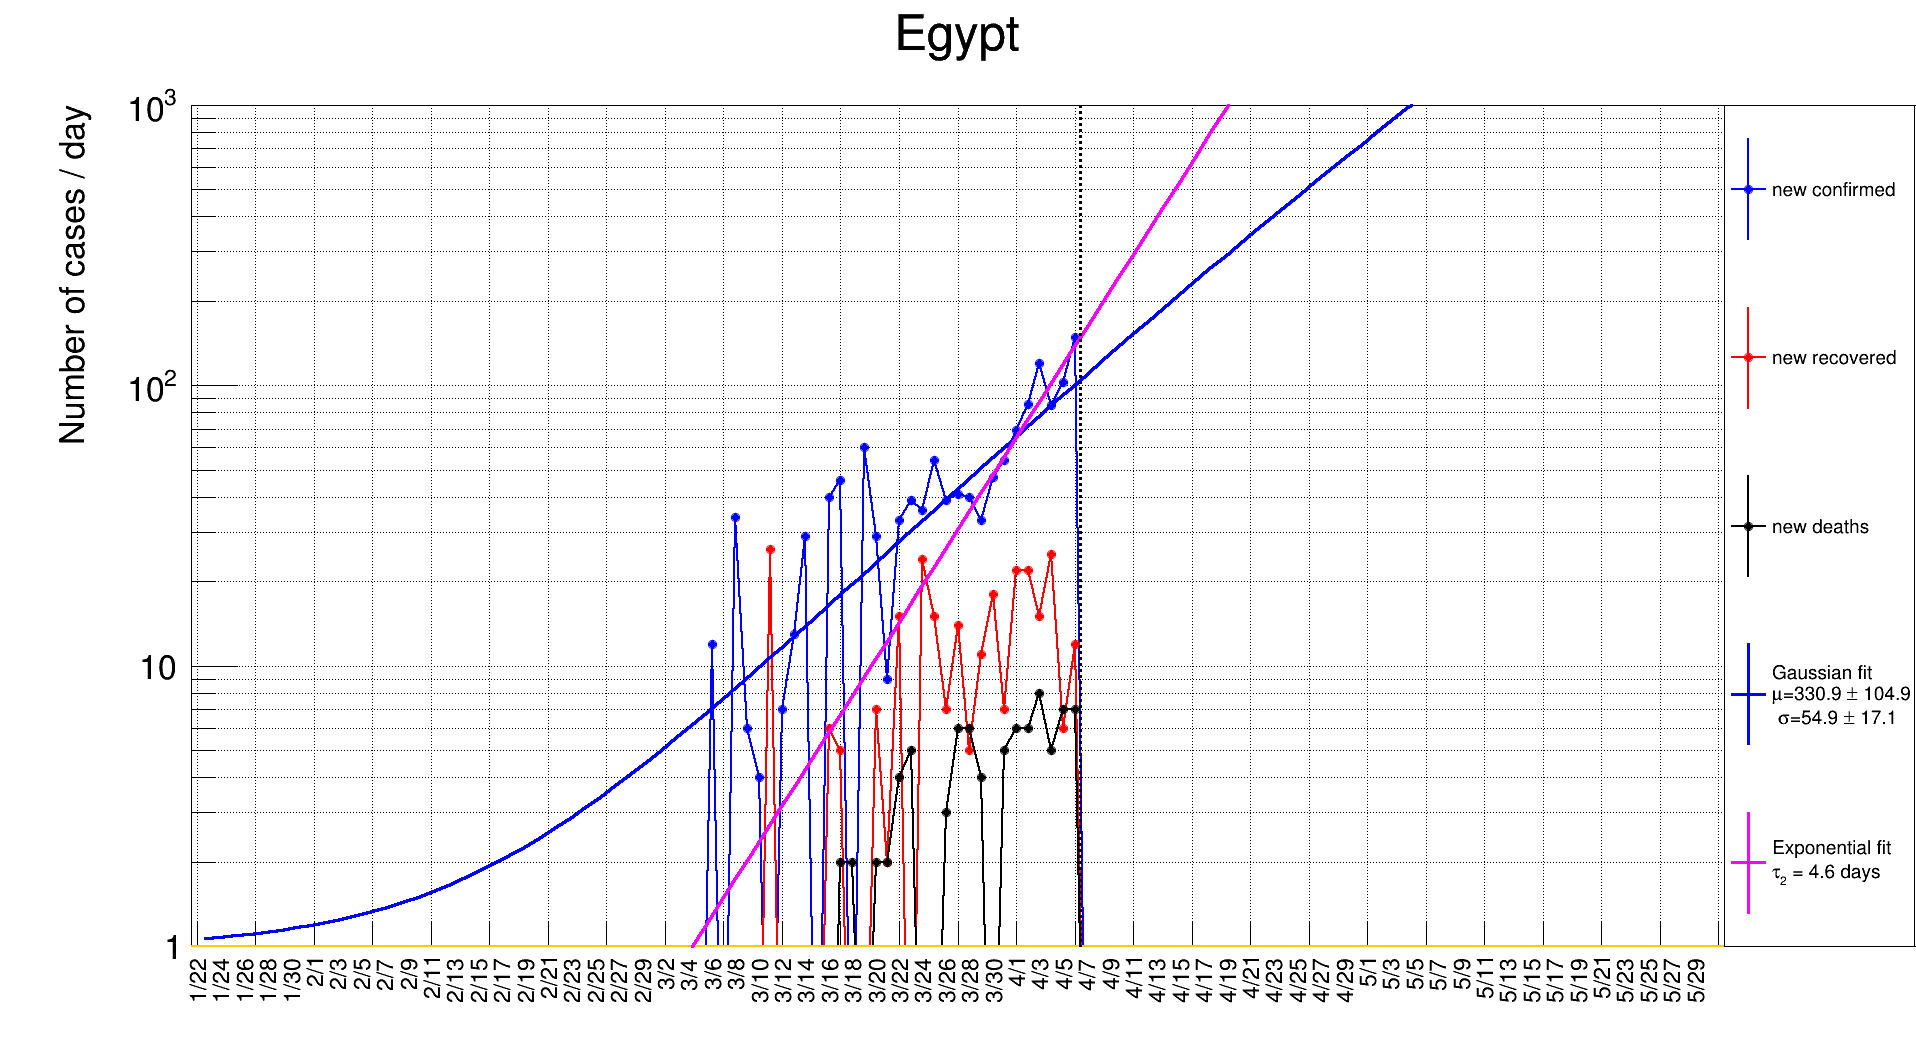 Egypt
Number of cases / day
10³
10²
10
1
1/22 1/24 1/26 1/28 1/30 2/1 2/3 2/5 2/7 2/9 2/11 2/13 2/15 2/17 2/19 2/21 2/23 2/25 2/27 2/29 3/2 3/4 3/6 3/8 3/10 3/12 3/14 3/16 3/18 3/20 3/22 3/24 3/26 3/28 3/30 4/1 4/3 4/5 4/7 4/9 4/11 4/13 4/15 4/17 4/19 4/21 4/23 4/25 4/27 4/29 5/1 5/3 5/5 5/7 5/9 5/11 5/13 5/15 5/17 5/19 5/21 5/23 5/25 5/27 5/29
new confirmed
new recovered
new deaths
Gaussian fit
μ=330.9 ± 104.9
σ=54.9 ± 17.1
Exponential fit
τ₂ = 4.6 days